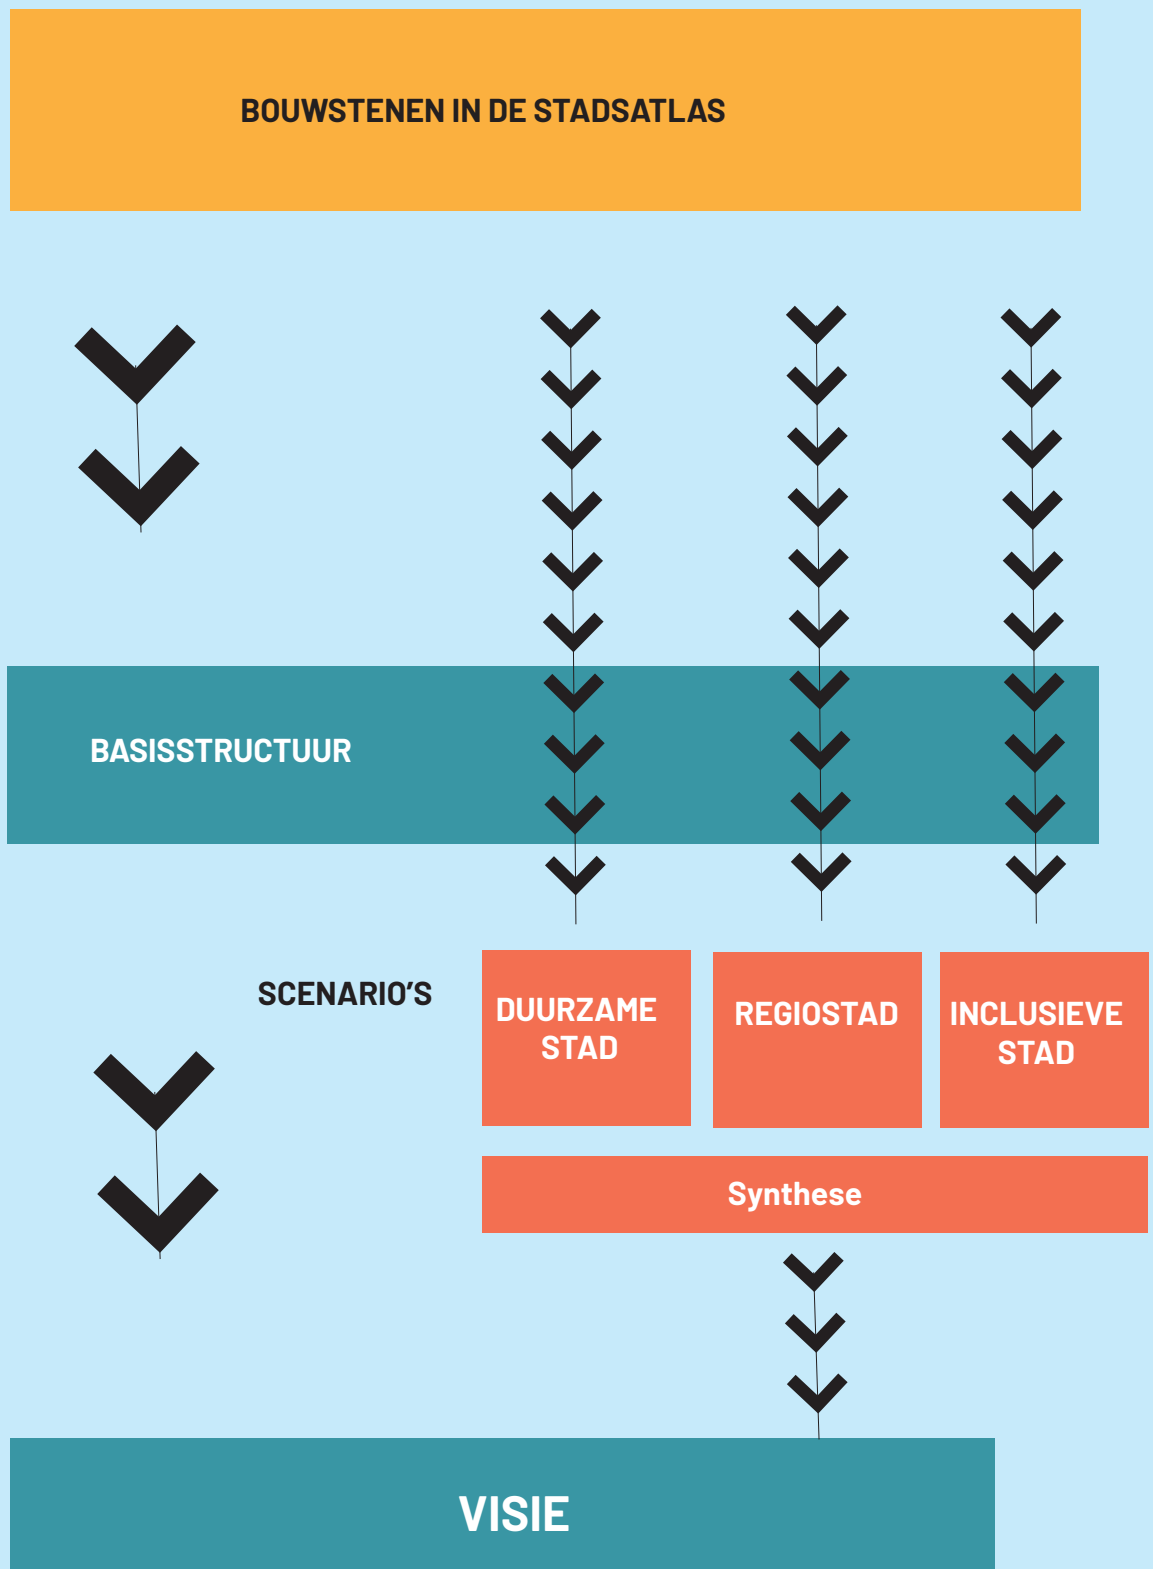 BOUWSTENEN IN DE STADSATLAS
BASISSTRUCTUUR
SCENARIO’S
DUURZAME
STAD
REGIOSTAD
INCLUSIEVE
STAD
Synthese
VISIE